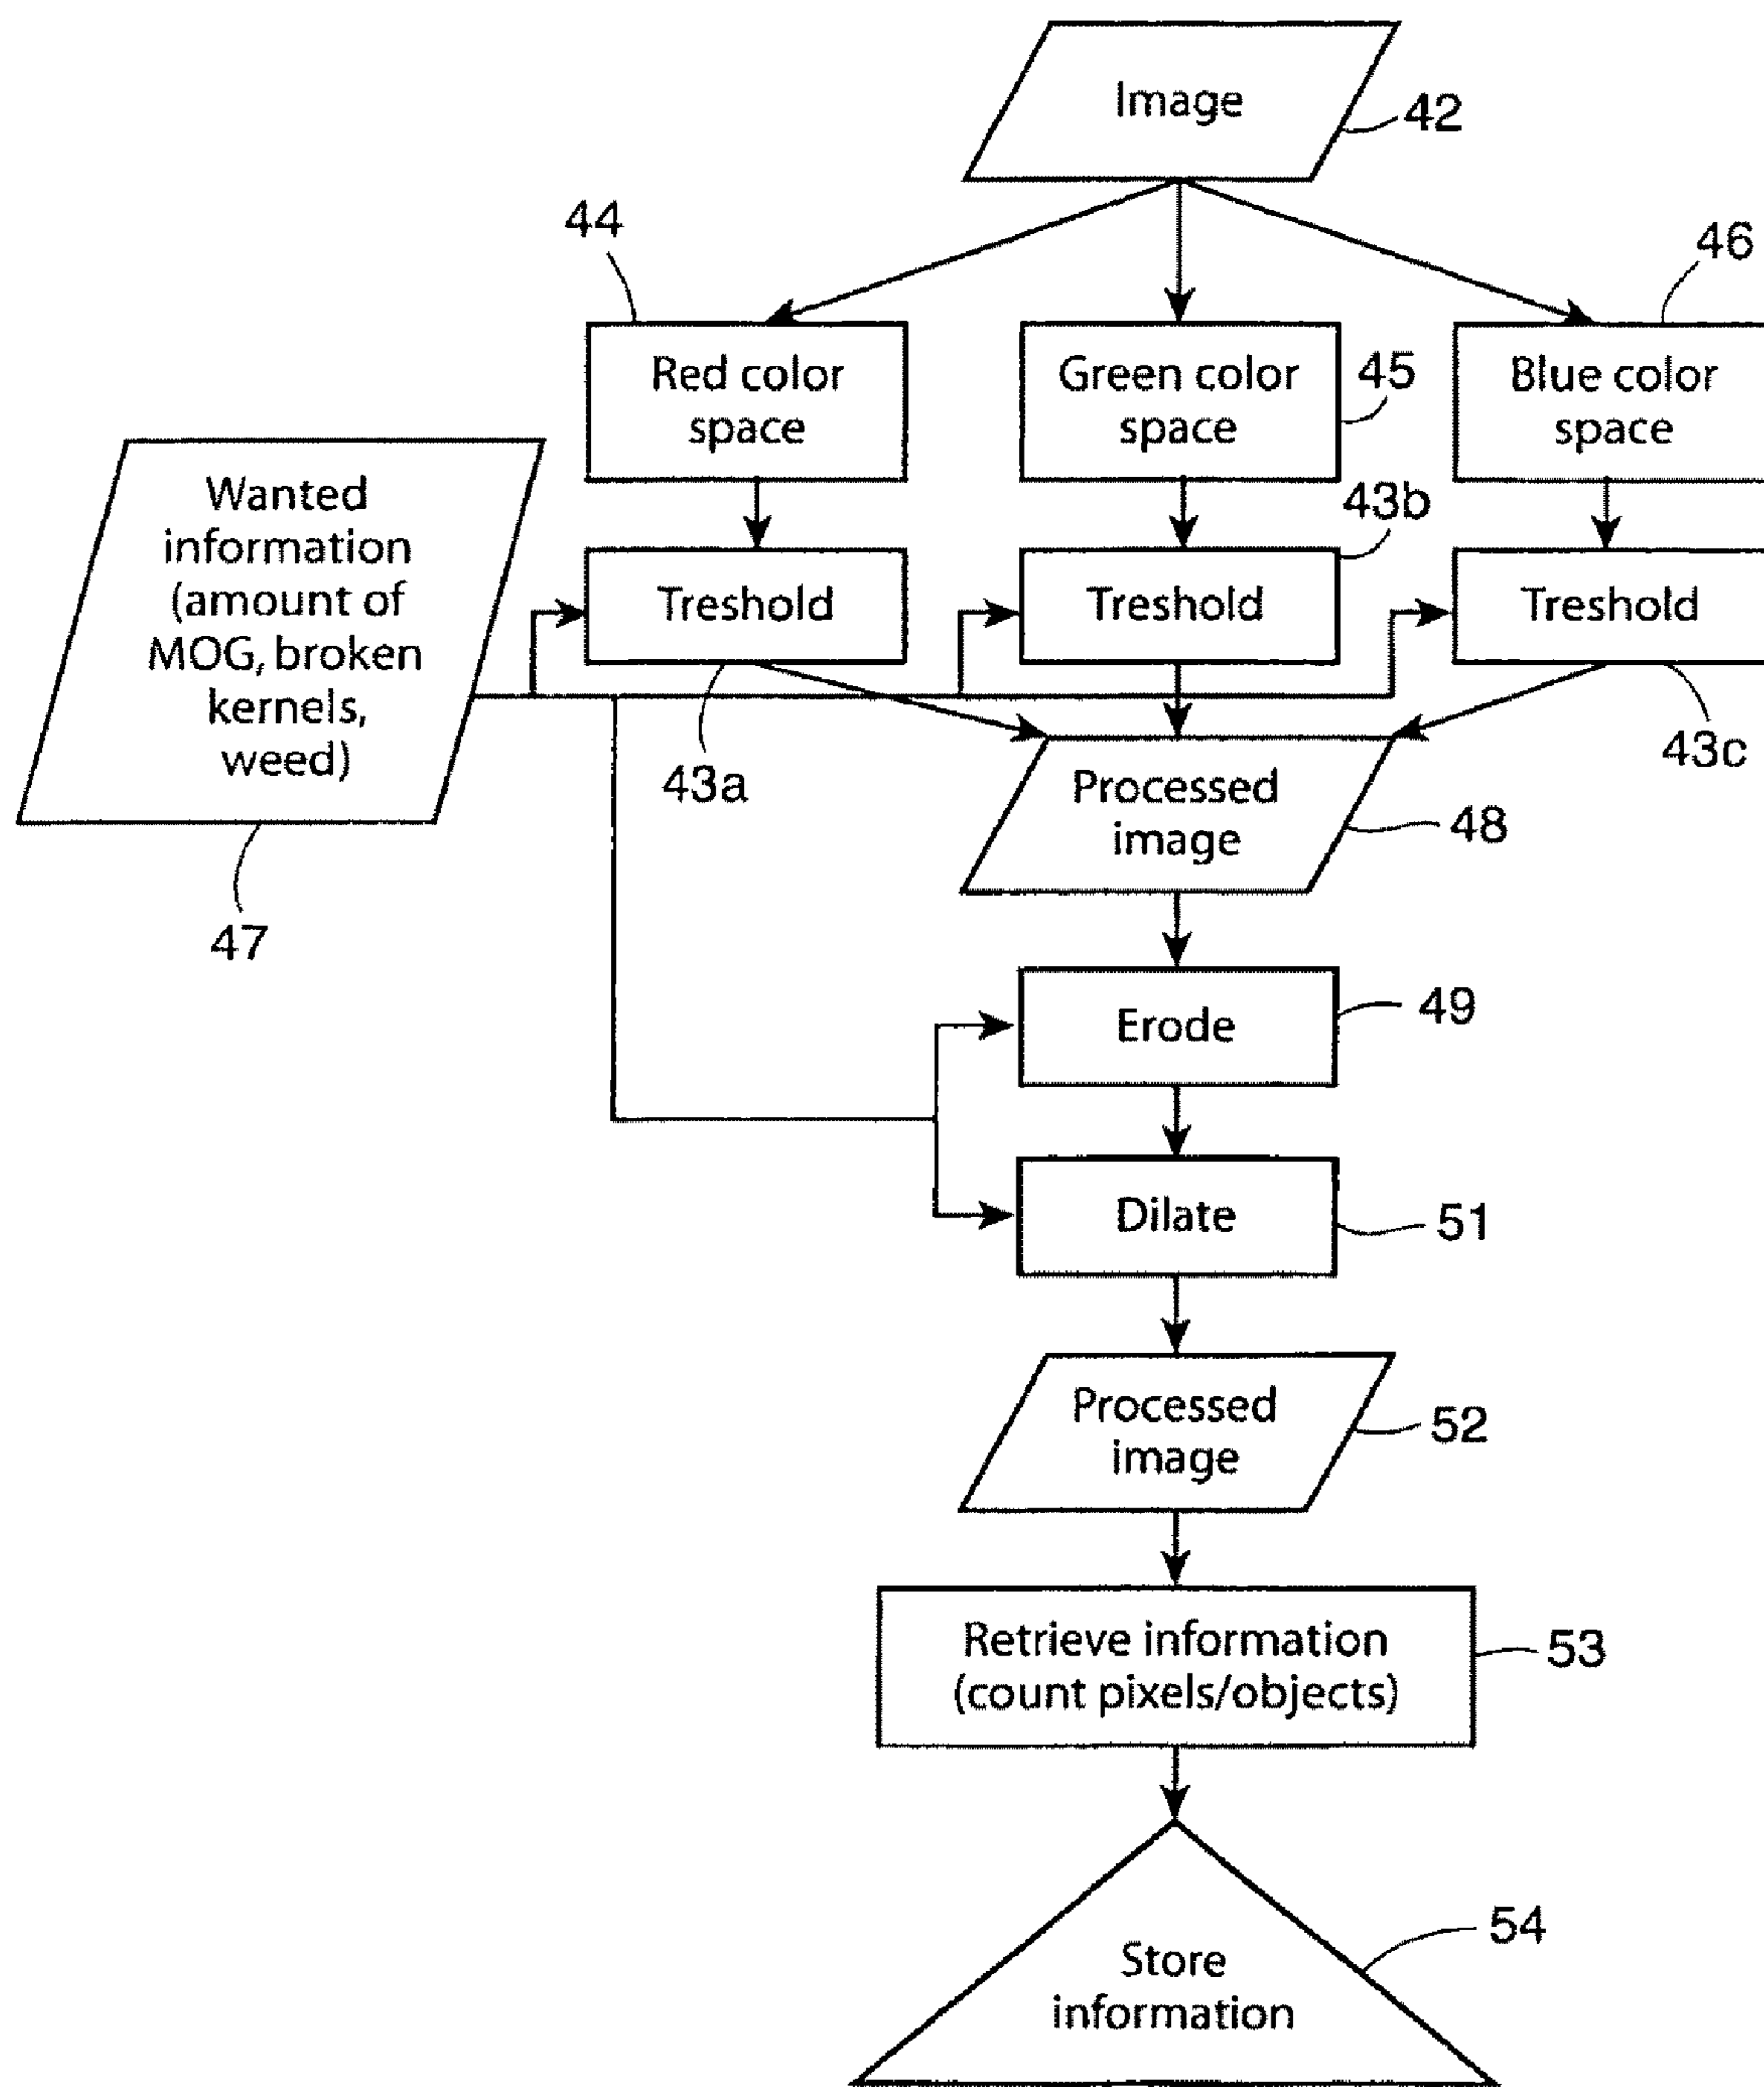 Image
42
44
46
Red color
space
Green color
space
45
Blue color
space
Wanted
information
(amount of
MOG, broken
kernels,
weed)
47
43b
Treshold
Treshold
Treshold
43a
43c
Processed
image
48
Erode
49
Dilate
51
Processed
image
52
Retrieve information
(count pixels/objects)
53
Store
information
54